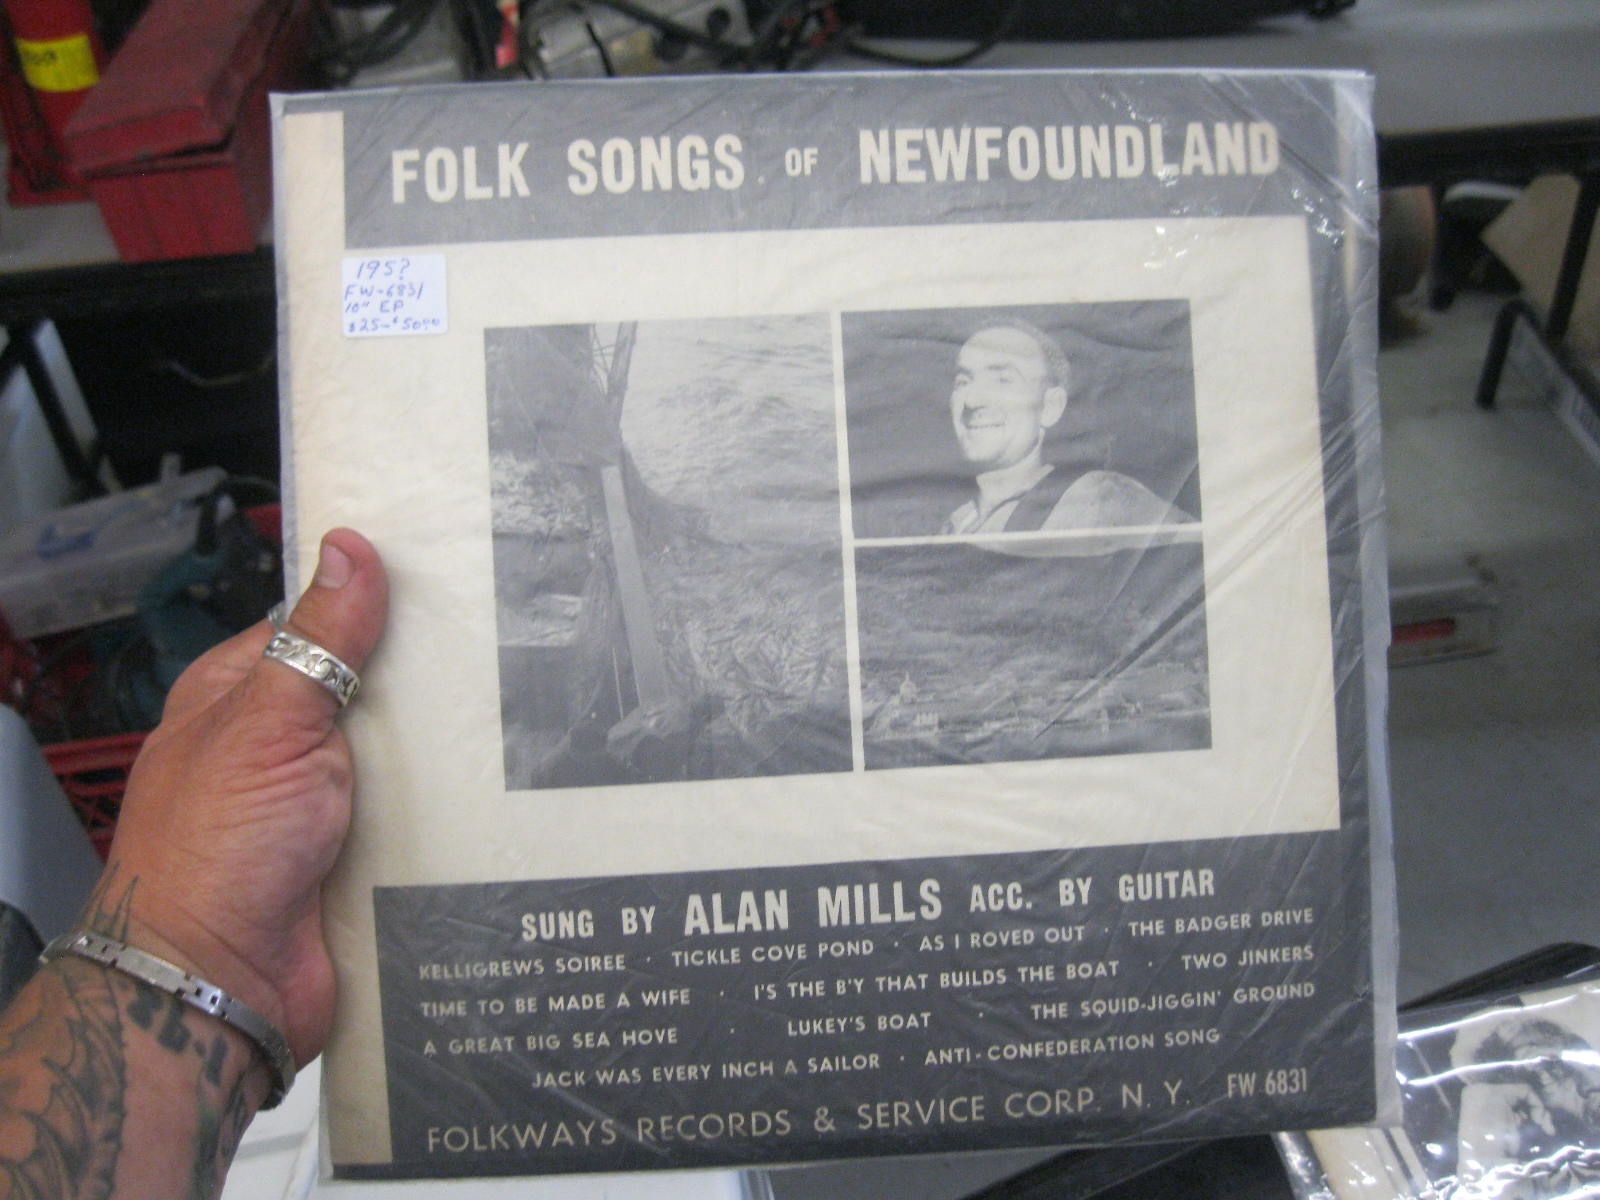 FOLK SONGS OF NEWFOUNDLAND
195?
FW-6831
10" EP
$25-$50.00
SUNG BY ALAN MILLS ACC. BY GUITAR
KELLIGREWS SOIREE · TICKLE COVE POND · AS I ROVED OUT · THE BADGER DRIVE
TIME TO BE MADE A WIFE · I'S THE B'Y THAT BUILDS THE BOAT · TWO JINKERS
A GREAT BIG SEA HOVE · LUKEY'S BOAT · THE SQUID-JIGGIN' GROUND
JACK WAS EVERY INCH A SAILOR · ANTI-CONFEDERATION SONG
FOLKWAYS RECORDS & SERVICE CORP. N. Y. FW 6831